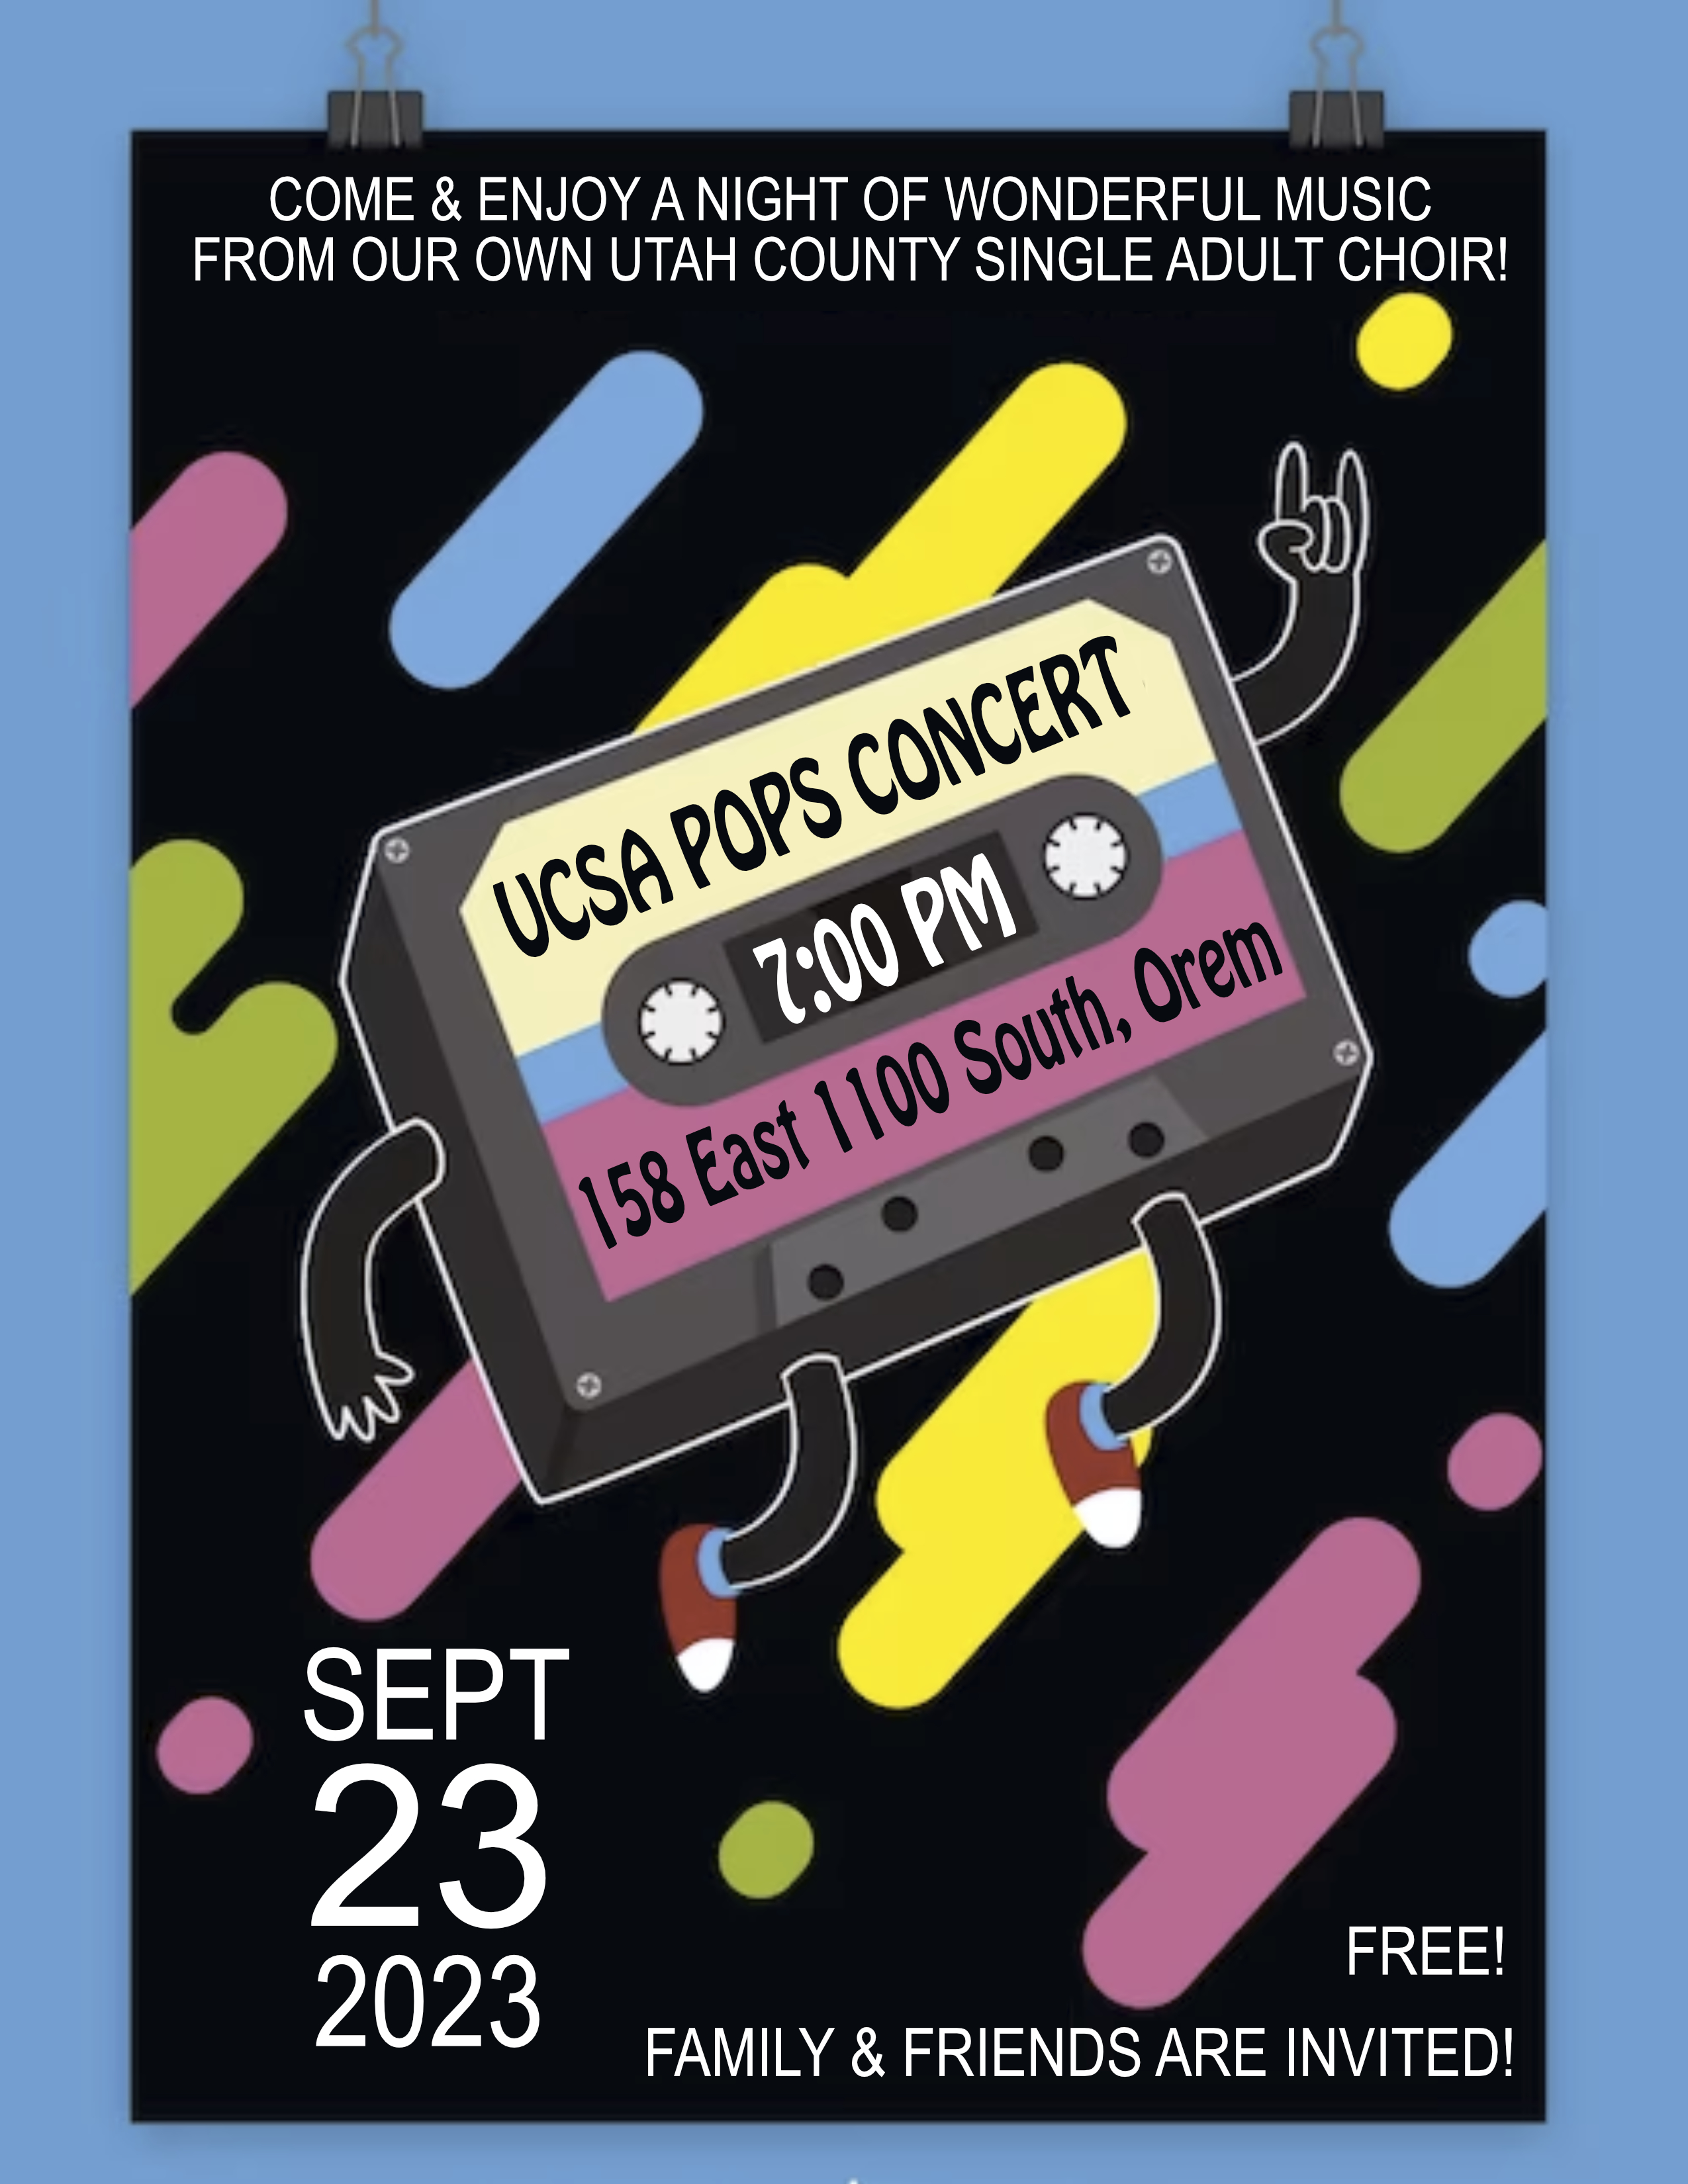 COME & ENJOY A NIGHT OF WONDERFUL MUSIC
FROM OUR OWN UTAH COUNTY SINGLE ADULT CHOIR!
UCSA POPS CONCERT
7:00 PM
158 East 1100 South, Orem
SEPT
23
2023
FREE!
FAMILY & FRIENDS ARE INVITED!